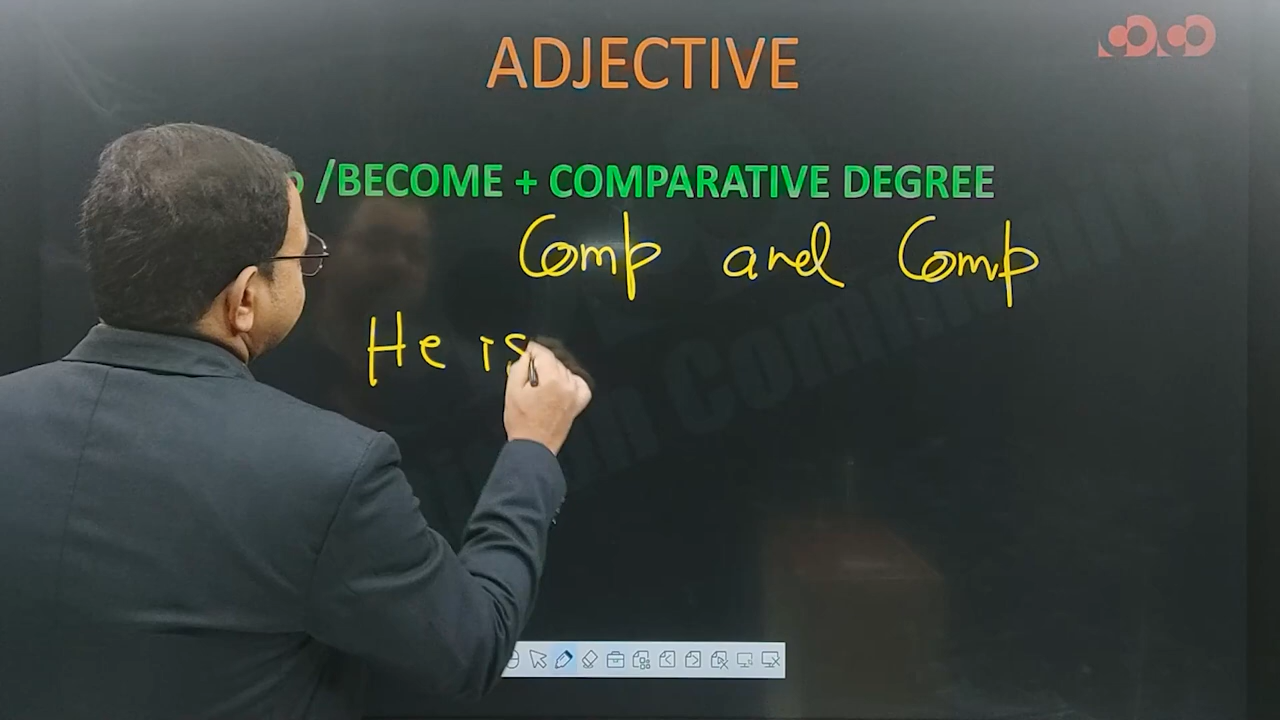 ADJECTIVE
/BECOME + COMPARATIVE DEGREE
Comp and Comp
He is